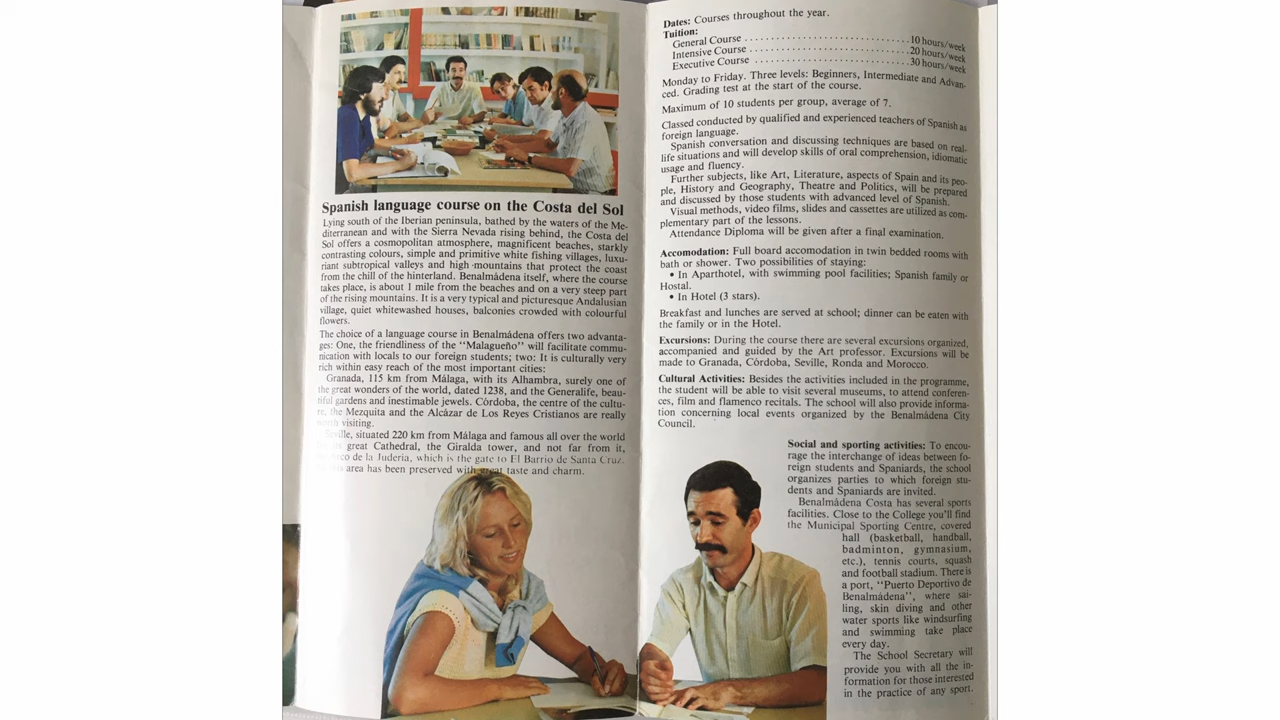 Spanish language course on the Costa del Sol
Lying south of the Iberian peninsula, bathed by the waters of the Me-
diterranean and with the Sierra Nevada rising behind, the Costa del
Sol offers a cosmopolitan atmosphere, magnificent beaches, starkly
contrasting colours, simple and primitive white fishing villages, luxu-
riant subtropical valleys and high mountains that protect the coast
from the chill of the hinterland. Benalmádena itself, where the course
takes place, is about 1 mile from the beaches and on a very steep part
of the rising mountains. It is a very typical and picturesque Andalusian
village, quiet whitewashed houses, balconies crowded with colourful
flowers.
The choice of a language course in Benalmádena offers two advanta-
ges: One, the friendliness of the "Malagueño" will facilitate commu-
nication with locals to our foreign students; two: It is culturally very
rich within easy reach of the most important cities:
Granada, 115 km from Málaga, with its Alhambra, surely one of
the great wonders of the world, dated 1238, and the Generalife, beau-
tiful gardens and inestimable jewels. Córdoba, the centre of the cultu-
re, the Mezquita and the Alcázar de Los Reyes Cristianos are really
worth visiting.
Seville, situated 220 km from Málaga and famous all over the world
great Cathedral, the Giralda tower, and not far from it,
de la Juderia, which is the gate to El Barrio de Santa Cruz.
area has been preserved with great taste and charm.
Dates: Courses throughout the year.
Tuition:
General Course . . . . . . . . . . . . . . . . . . . . . . . . . . . . . . 10 hours/week
Intensive Course . . . . . . . . . . . . . . . . . . . . . . . . . . . . . 20 hours/week
Executive Course . . . . . . . . . . . . . . . . . . . . . . . . . . . . . 30 hours/week
Monday to Friday. Three levels: Beginners, Intermediate and Advan-
ced. Grading test at the start of the course.
Maximum of 10 students per group, average of 7.
Classed conducted by qualified and experienced teachers of Spanish as
foreign language.
Spanish conversation and discussing techniques are based on real-
life situations and will develop skills of oral comprehension, idiomatic
usage and fluency.
Further subjects, like Art, Literature, aspects of Spain and its peo-
ple, History and Geography, Theatre and Politics, will be prepared
and discussed by those students with advanced level of Spanish.
Visual methods, video films, slides and cassettes are utilized as com-
plementary part of the lessons.
Attendance Diploma will be given after a final examination.
Accomodation: Full board accomodation in twin bedded rooms with
bath or shower. Two possibilities of staying:
• In Aparthotel, with swimming pool facilities; Spanish family or
Hostal.
• In Hotel (3 stars).
Breakfast and lunches are served at school; dinner can be eaten with
the family or in the Hotel.
Excursions: During the course there are several excursions organized,
accompanied and guided by the Art professor. Excursions will be
made to Granada, Córdoba, Seville, Ronda and Morocco.
Cultural Activities: Besides the activities included in the programme,
the student will be able to visit several museums, to attend conferen-
ces, film and flamenco recitals. The school will also provide informa-
tion concerning local events organized by the Benalmádena City
Council.
Social and sporting activities: To encou-
rage the interchange of ideas between fo-
reign students and Spaniards, the school
organizes parties to which foreign stu-
dents and Spaniards are invited.
Benalmádena Costa has several sports
facilities. Close to the College you'll find
the Municipal Sporting Centre, covered
hall (basketball, handball,
badminton, gymnasium,
etc.), tennis courts, squash
and football stadium. There is
a port, "Puerto Deportivo de
Benalmádena", where sai-
ling, skin diving and other
water sports like windsurfing
and swimming take place
every day.
The School Secretary will
provide you with all the in-
formation for those interested
in the practice of any sport.